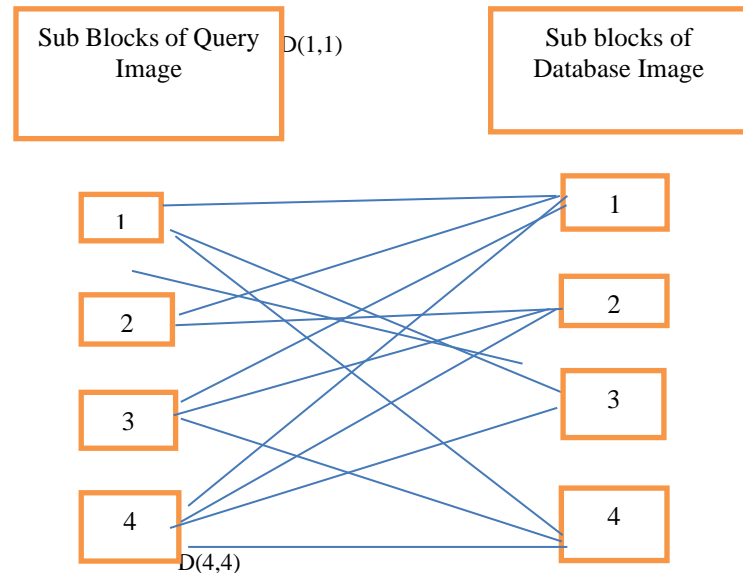 Sub Blocks of Query
Image
D(1,1)
Sub blocks of
Database Image
1
1
2
2
3
3
4
4
D(4,4)